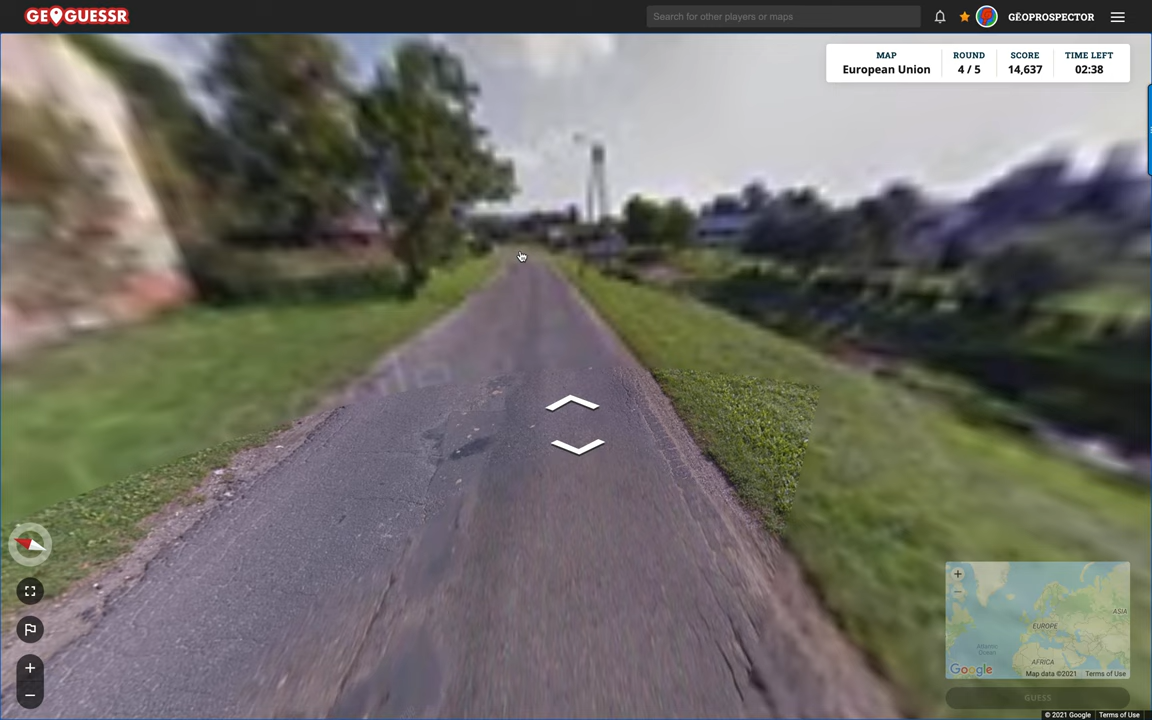 GEOGUESSR
Search for other players or maps
GEOPROSPECTOR
MAP
European Union
ROUND
4 / 5
SCORE
14,637
TIME LEFT
02:38
EUROPE
ASIA
Atlantic
Ocean
AFRICA
Google
Map data ©2021
Terms of Use
GUESS
© 2021 Google
Terms of Use